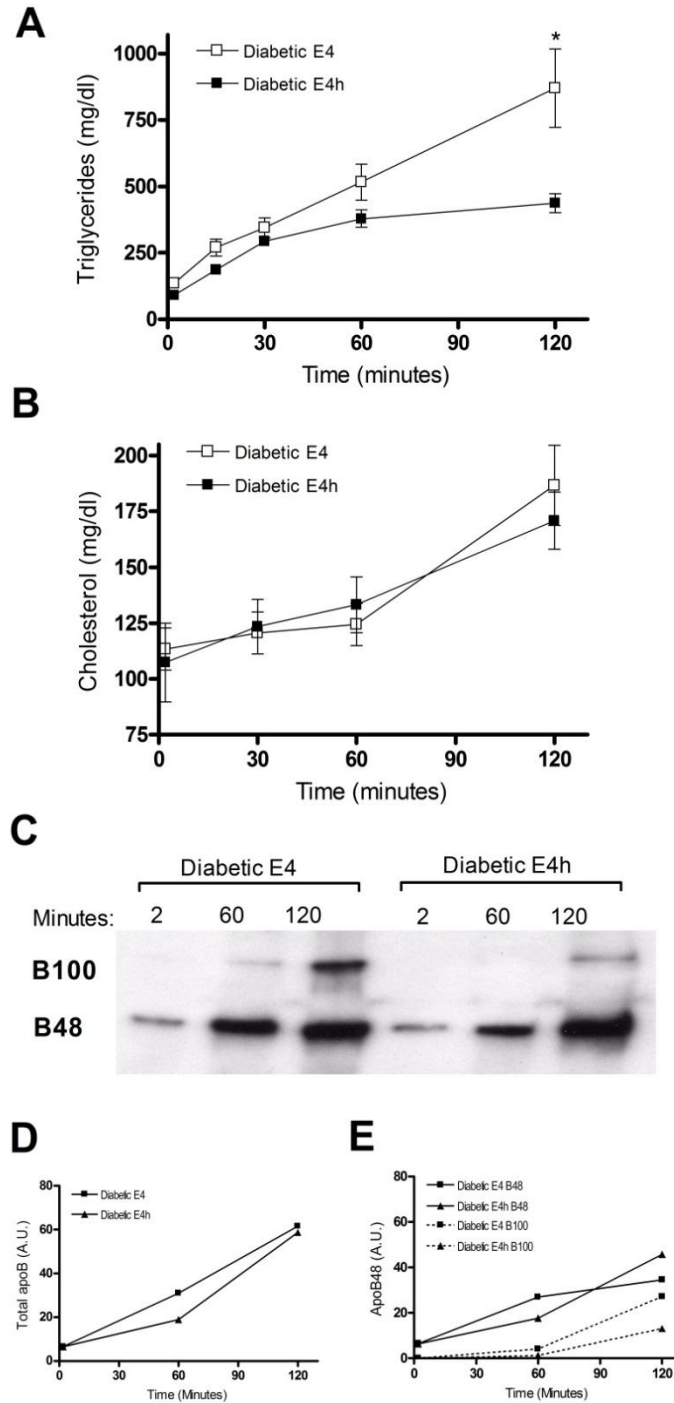 A
1000
750
500
250
0
Triglycerides (mg/dl)
Diabetic E4
Diabetic E4h
*
0 30 60 90 120
Time (minutes)
B
200
175
150
125
100
75
Cholesterol (mg/dl)
Diabetic E4
Diabetic E4h
0 30 60 90 120
Time (minutes)
C
Diabetic E4 Diabetic E4h
Minutes: 2 60 120 2 60 120
B100
B48
D
80
60
40
20
0
Total apoB (A.U.)
Diabetic E4
Diabetic E4h
0 30 60 90 120
Time (Minutes)
E
80
60
40
20
0
ApoB48 (A.U.)
Diabetic E4 B48
Diabetic E4h B48
Diabetic E4 B100
Diabetic E4h B100
0 30 60 90 120
Time (Minutes)